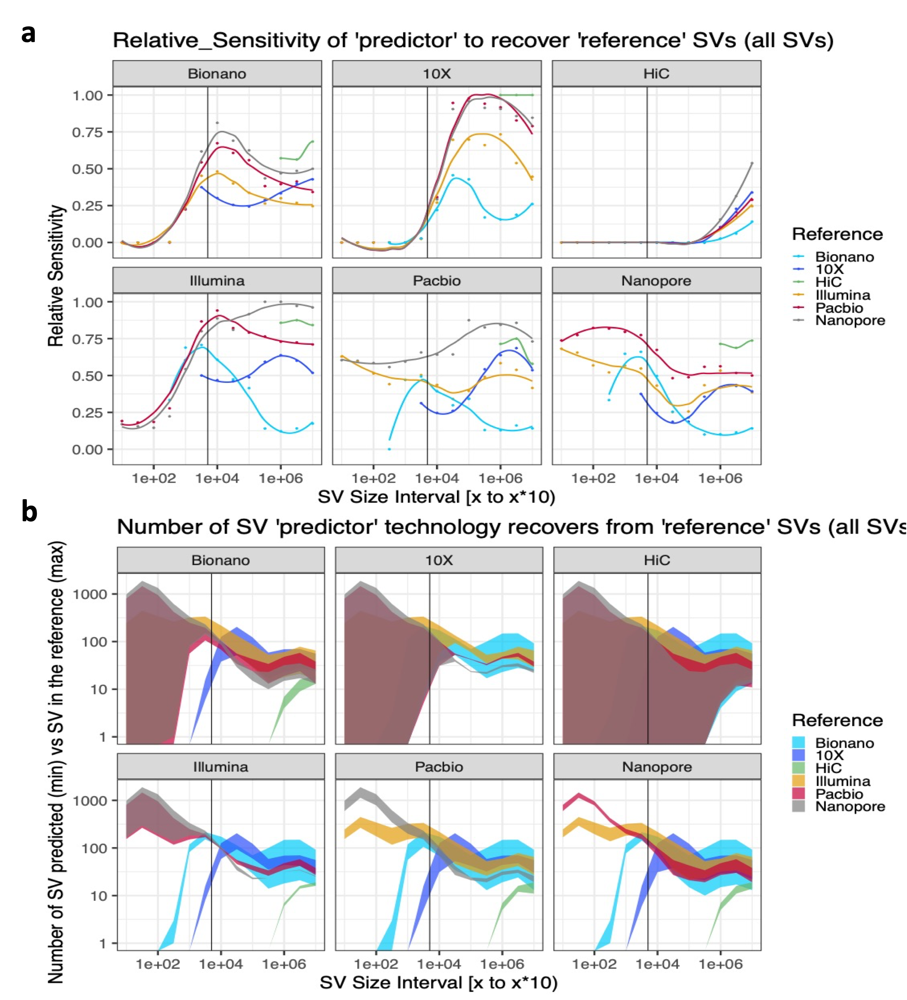 a
Relative_Sensitivity of 'predictor' to recover 'reference' SVs (all SVs)
Bionano 10X HiC
1.00
0.75
0.50
0.25
0.00
Illumina Pacbio Nanopore
1.00
0.75
0.50
0.25
0.00
Relative Sensitivity
1e+02 1e+04 1e+06 1e+02 1e+04 1e+06 1e+02 1e+04 1e+06
SV Size Interval [x to x*10)
Reference
Bionano
10X
HiC
Illumina
Pacbio
Nanopore
b
Number of SV 'predictor' technology recovers from 'reference' SVs (all SVs
Bionano 10X HiC
1000
100
10
1
Illumina Pacbio Nanopore
1000
100
10
1
Number of SV predicted (min) vs SV in the reference (max)
1e+02 1e+04 1e+06 1e+02 1e+04 1e+06 1e+02 1e+04 1e+06
SV Size Interval [x to x*10)
Reference
Bionano
10X
HiC
Illumina
Pacbio
Nanopore